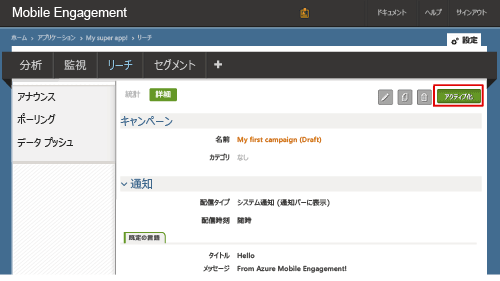 Mobile Engagement
ドキュメント ヘルプ サインアウト
ホーム › アプリケーション › My super app! › リーチ
設定
分析 監視 リーチ セグメント +
アナウンス
ポーリング
データ プッシュ
統計 詳細
アクティブ化
キャンペーン
名前 My first campaign (Draft)
カテゴリ なし
通知
配信タイプ システム通知 (通知バーに表示)
配信時刻 随時
既定の言語
タイトル Hello
メッセージ From Azure Mobile Engagement!